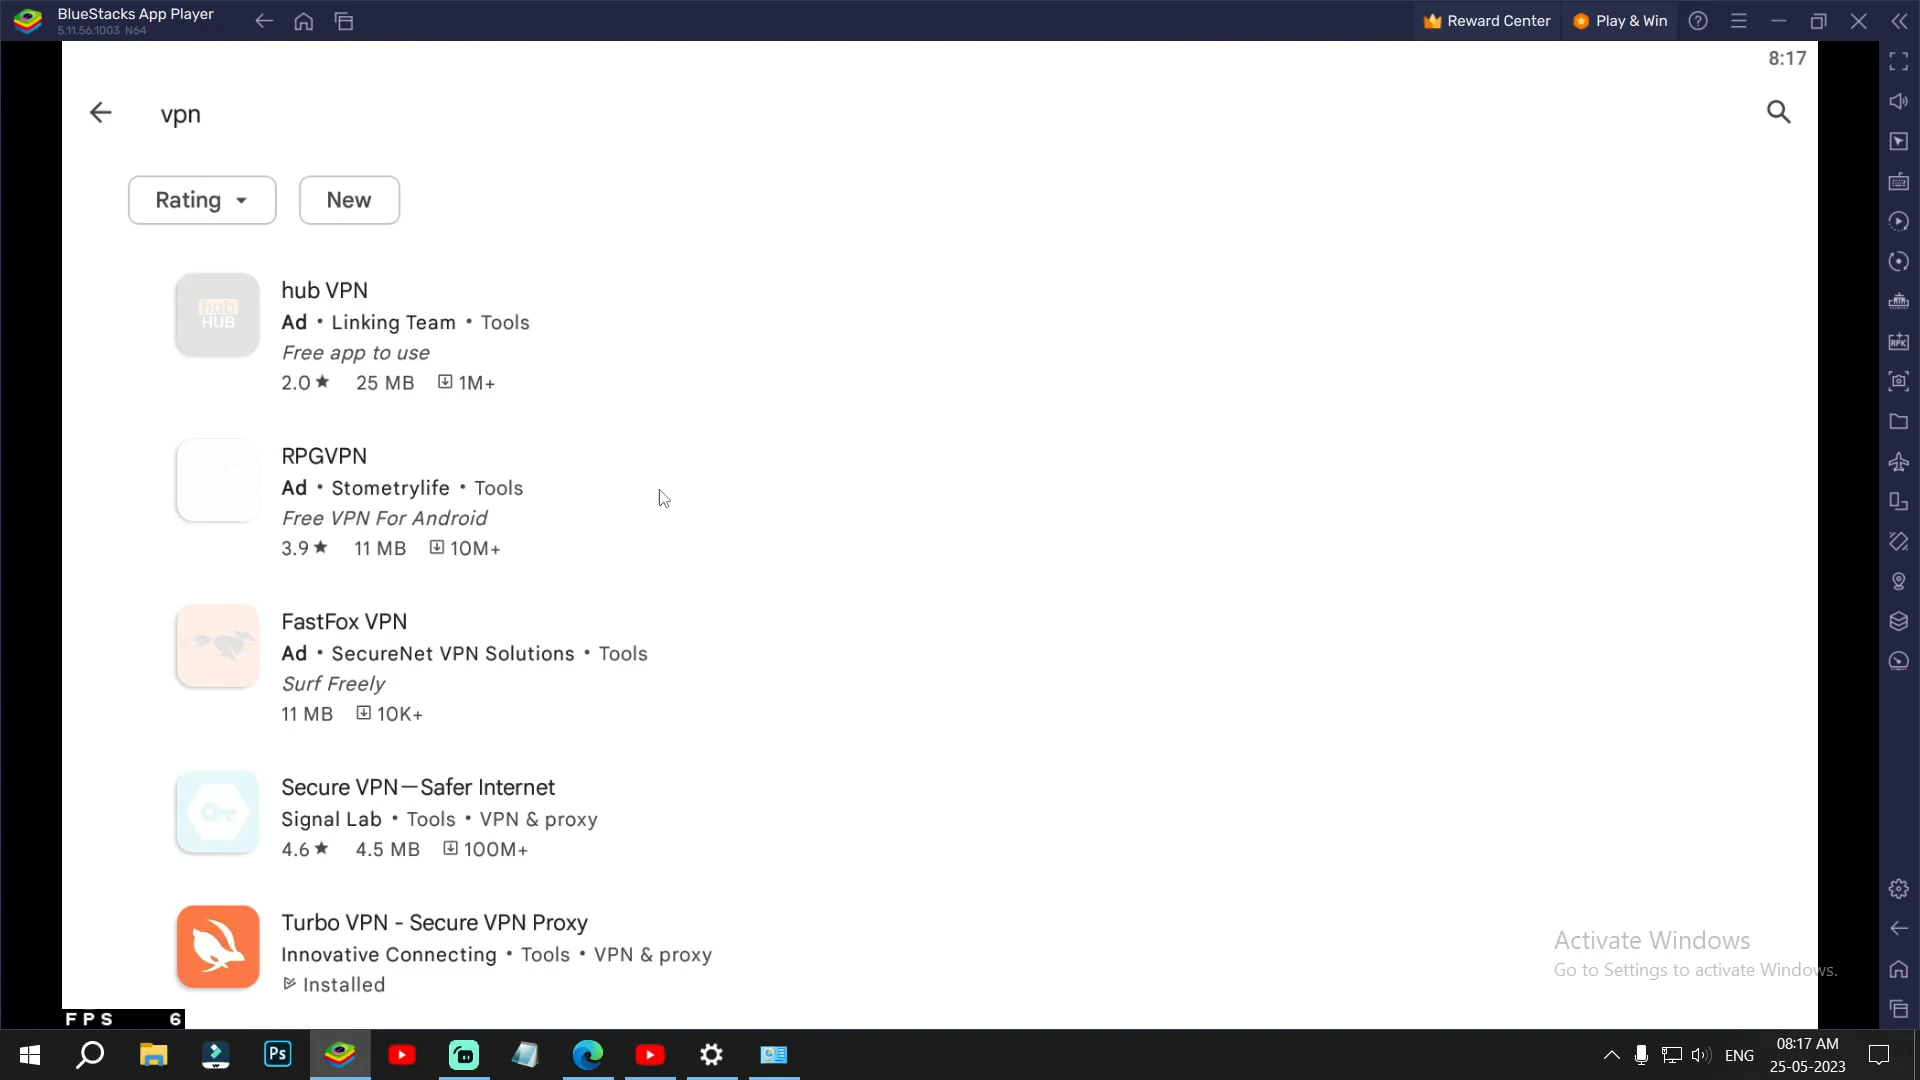 BlueStacks App Player
5.11.56.1003 N64
Reward Center
Play & Win
8:17
vpn
Rating
New
hub VPN
hub
HUB
Ad • Linking Team • Tools
Free app to use
2.0★ 25 MB 1M+
RPGVPN
Ad • Stometrylife • Tools
Free VPN For Android
3.9★ 11 MB 10M+
FastFox VPN
Ad • SecureNet VPN Solutions • Tools
Surf Freely
11 MB 10K+
Secure VPN—Safer Internet
Signal Lab • Tools • VPN & proxy
4.6★ 4.5 MB 100M+
Turbo VPN - Secure VPN Proxy
Innovative Connecting • Tools • VPN & proxy
Installed
Activate Windows
Go to Settings to activate Windows.
FPS 6
Ps
ENG
08:17 AM
25-05-2023